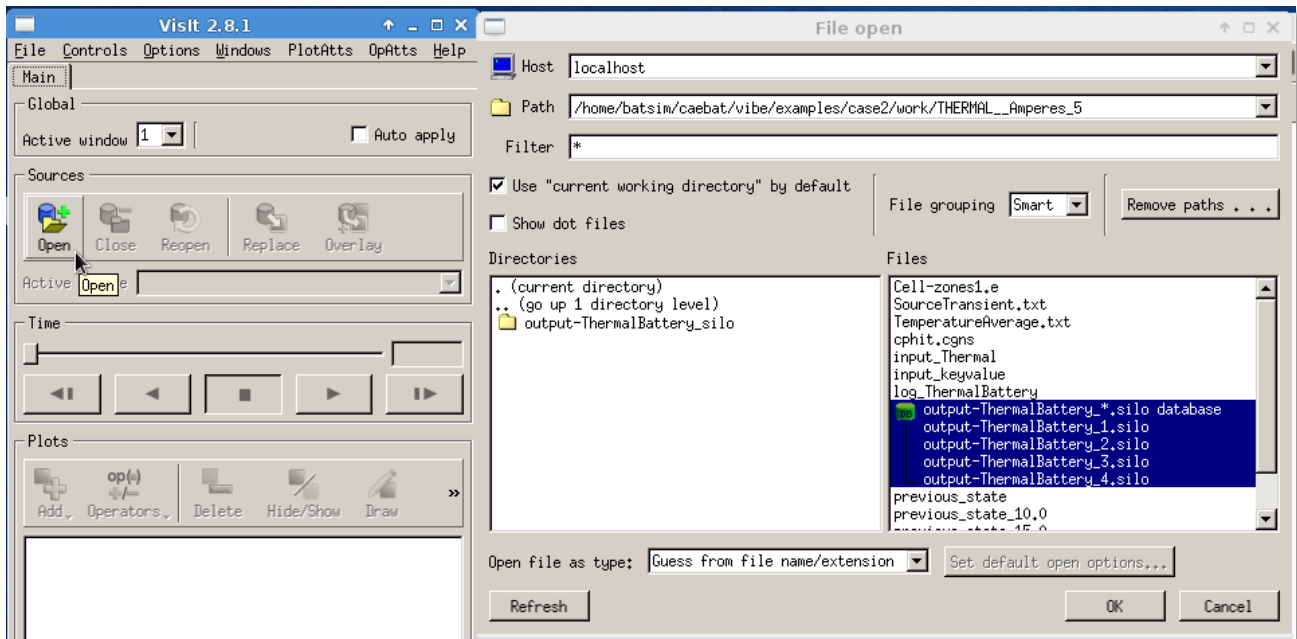 VisIt 2.8.1
File Controls Options Windows PlotAtts OpAtts Help
Main
Global
Active window 1 Auto apply
Sources
Open Close Reopen Replace Overlay
Active Open e
Time
Plots
op(=)
+/-
Add Operators Delete Hide/Show Draw »
File open
Host localhost
Path /home/batsim/caebat/vibe/examples/case2/work/THERMAL__Amperes_5
Filter *
Use "current working directory" by default
Show dot files
File grouping Smart Remove paths . . .
Directories
. (current directory)
.. (go up 1 directory level)
output-ThermalBattery_silo
Files
Cell-zones1.e
SourceTransient.txt
TemperatureAverage.txt
cphit.cgns
input_Thermal
input_keyvalue
log_ThermalBattery
DB output-ThermalBattery_*.silo database
output-ThermalBattery_1.silo
output-ThermalBattery_2.silo
output-ThermalBattery_3.silo
output-ThermalBattery_4.silo
previous_state
previous_state_10.0
previous_state_15.0
Open file as type: Guess from file name/extension Set default open options...
Refresh OK Cancel